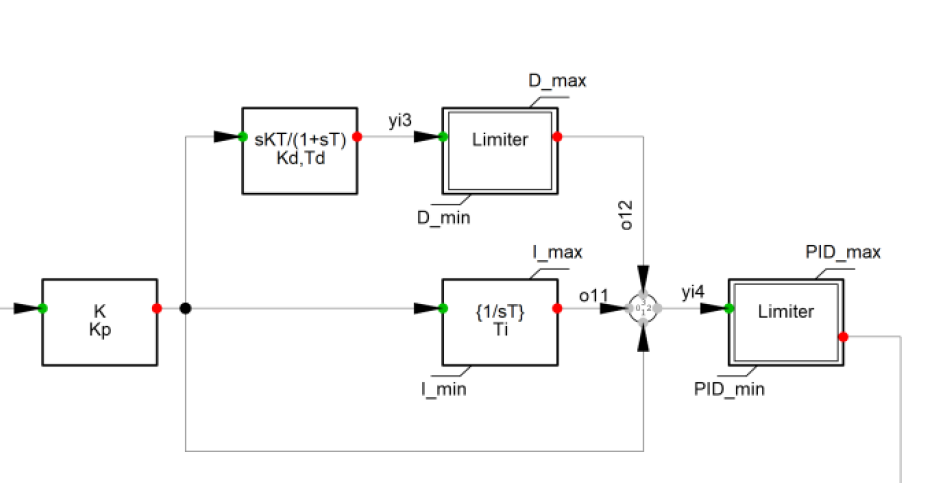 D_max
sKT/(1+sT)
Kd,Td
yi3
Limiter
D_min
o12
I_max
PID_max
K
Kp
{1/sT}
Ti
o11
yi4
Limiter
I_min
PID_min